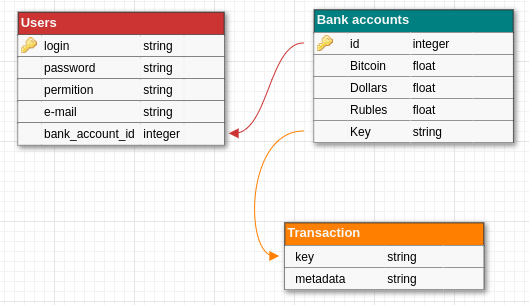 Users
login string
password string
permition string
e-mail string
bank_account_id integer
Bank accounts
id integer
Bitcoin float
Dollars float
Rubles float
Key string
Transaction
key string
metadata string